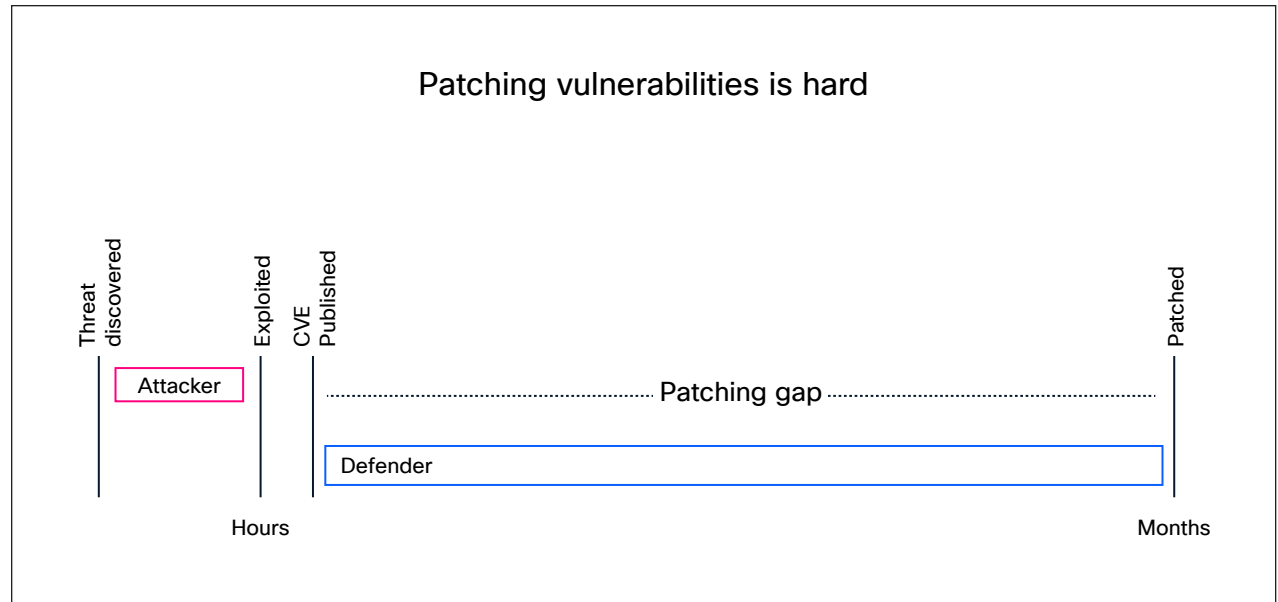 Patching vulnerabilities is hard
Threat
discovered
Exploited
CVE
Published
Patched
Attacker
Patching gap
Defender
Hours
Months